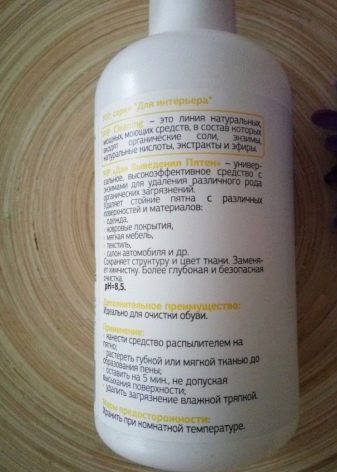 серия "Для интерьера"
Cleaning – это линия натуральных,
мощных, моющих средств, в состав которых
входят органические соли, энзимы,
натуральные кислоты, экстракты и эфиры.
«Для Выведения Пятен» – универ-
сальное, высокоэффективное средство с
энзимами для удаления различного рода
органических загрязнений.
Удаляет стойкие пятна с различных
поверхностей и материалов:
- одежда,
- ковровые покрытия,
- мягкая мебель,
- текстиль,
- салон автомобиля и др.
Сохраняет структуру и цвет ткани. Заменя-
ет химчистку. Более глубокая и безопасная
очистка.
pH=8,5.
Дополнительное преимущество:
Идеально для очистки обуви.
Применение:
- нанести средство распылителем на
пятно;
- растереть губкой или мягкой тканью до
образования пены;
- оставить на 5 мин., не допуская
высыхания поверхности;
- удалить загрязнение влажной тряпкой.
Меры предосторожности:
Хранить при комнатной температуре.